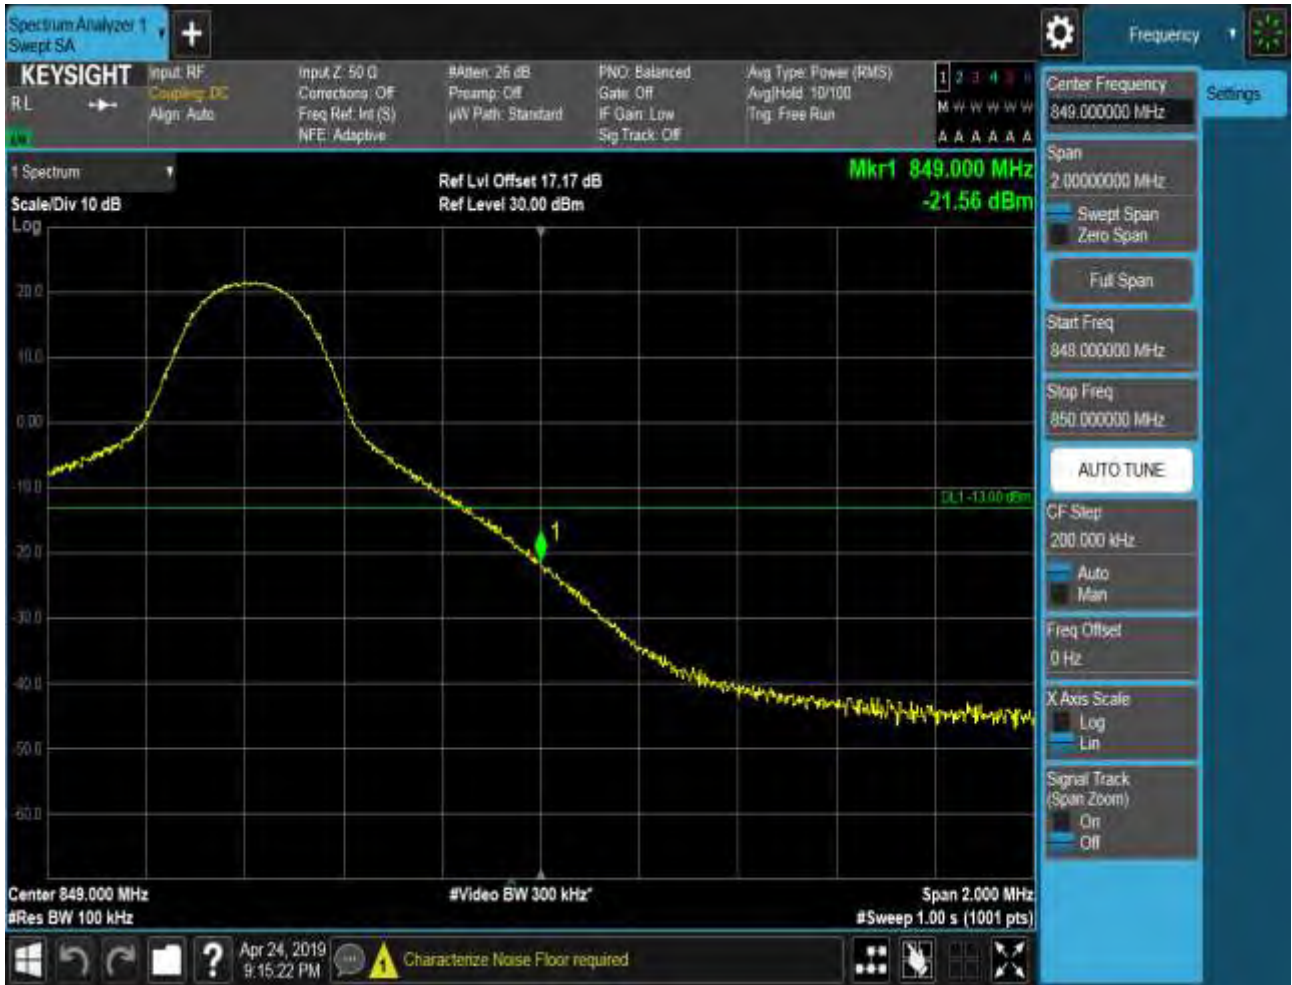 Spectrum Analyzer 1
Swept SA
Frequency
KEYSIGHT
RL
Input: RF
Coupling: DC
Align: Auto
Input Z: 50 Ω
Corrections: Off
Freq Ref: Int (S)
NFE: Adaptive
#Atten: 26 dB
Preamp: Off
µW Path: Standard
PNO: Balanced
Gate: Off
IF Gain: Low
Sig Track: Off
Avg Type: Power (RMS)
Avg|Hold: 10/100
Trig: Free Run
1 2 3 4 5 6
M W W W W W
A A A A A A
1 Spectrum
Scale/Div 10 dB
Log
Ref Lvl Offset 17.17 dB
Ref Level 30.00 dBm
Mkr1 849.000 MHz
-21.56 dBm
20.0
10.0
0.00
-10.0
-20.0
-30.0
-40.0
-50.0
-60.0
DL1 -13.00 dBm
1
Center 849.000 MHz
#Res BW 100 kHz
#Video BW 300 kHz*
Span 2.000 MHz
#Sweep 1.00 s (1001 pts)
Center Frequency
849.000000 MHz
Settings
Span
2.00000000 MHz
Swept Span
Zero Span
Full Span
Start Freq
848.000000 MHz
Stop Freq
850.000000 MHz
AUTO TUNE
CF Step
200.000 kHz
Auto
Man
Freq Offset
0 Hz
X Axis Scale
Log
Lin
Signal Track
(Span Zoom)
On
Off
?
Apr 24, 2019
9:15:22 PM
1
Characterize Noise Floor required